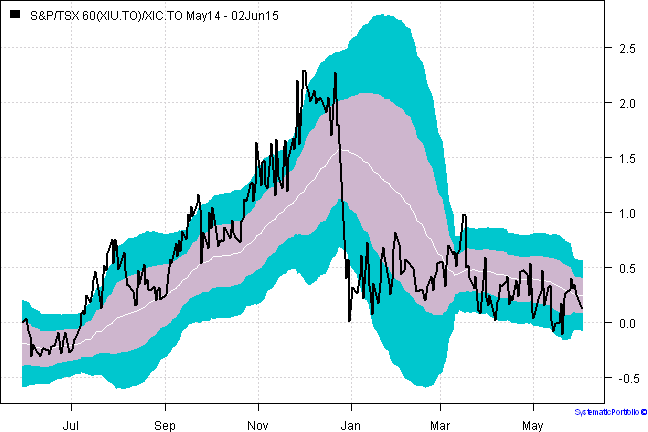 S&P/TSX 60(XIU.TO)/XIC.TO May14 - 02Jun15
2.5
2.0
1.5
1.0
0.5
0.0
-0.5
Jul Sep Nov Jan Mar May
SystematicPortfolio ©